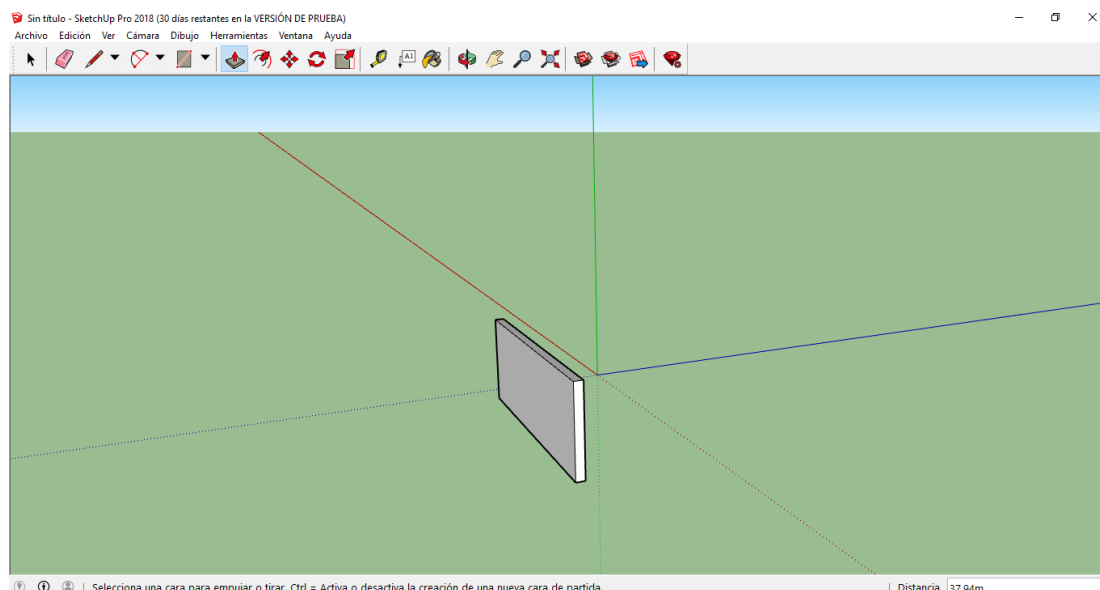 Sin título - SketchUp Pro 2018 (30 días restantes en la VERSIÓN DE PRUEBA)
Archivo Edición Ver Cámara Dibujo Herramientas Ventana Ayuda
A1
Selecciona una cara para empujar o tirar. Ctrl = Activa o desactiva la creación de una nueva cara de partida. Distancia 37,94m